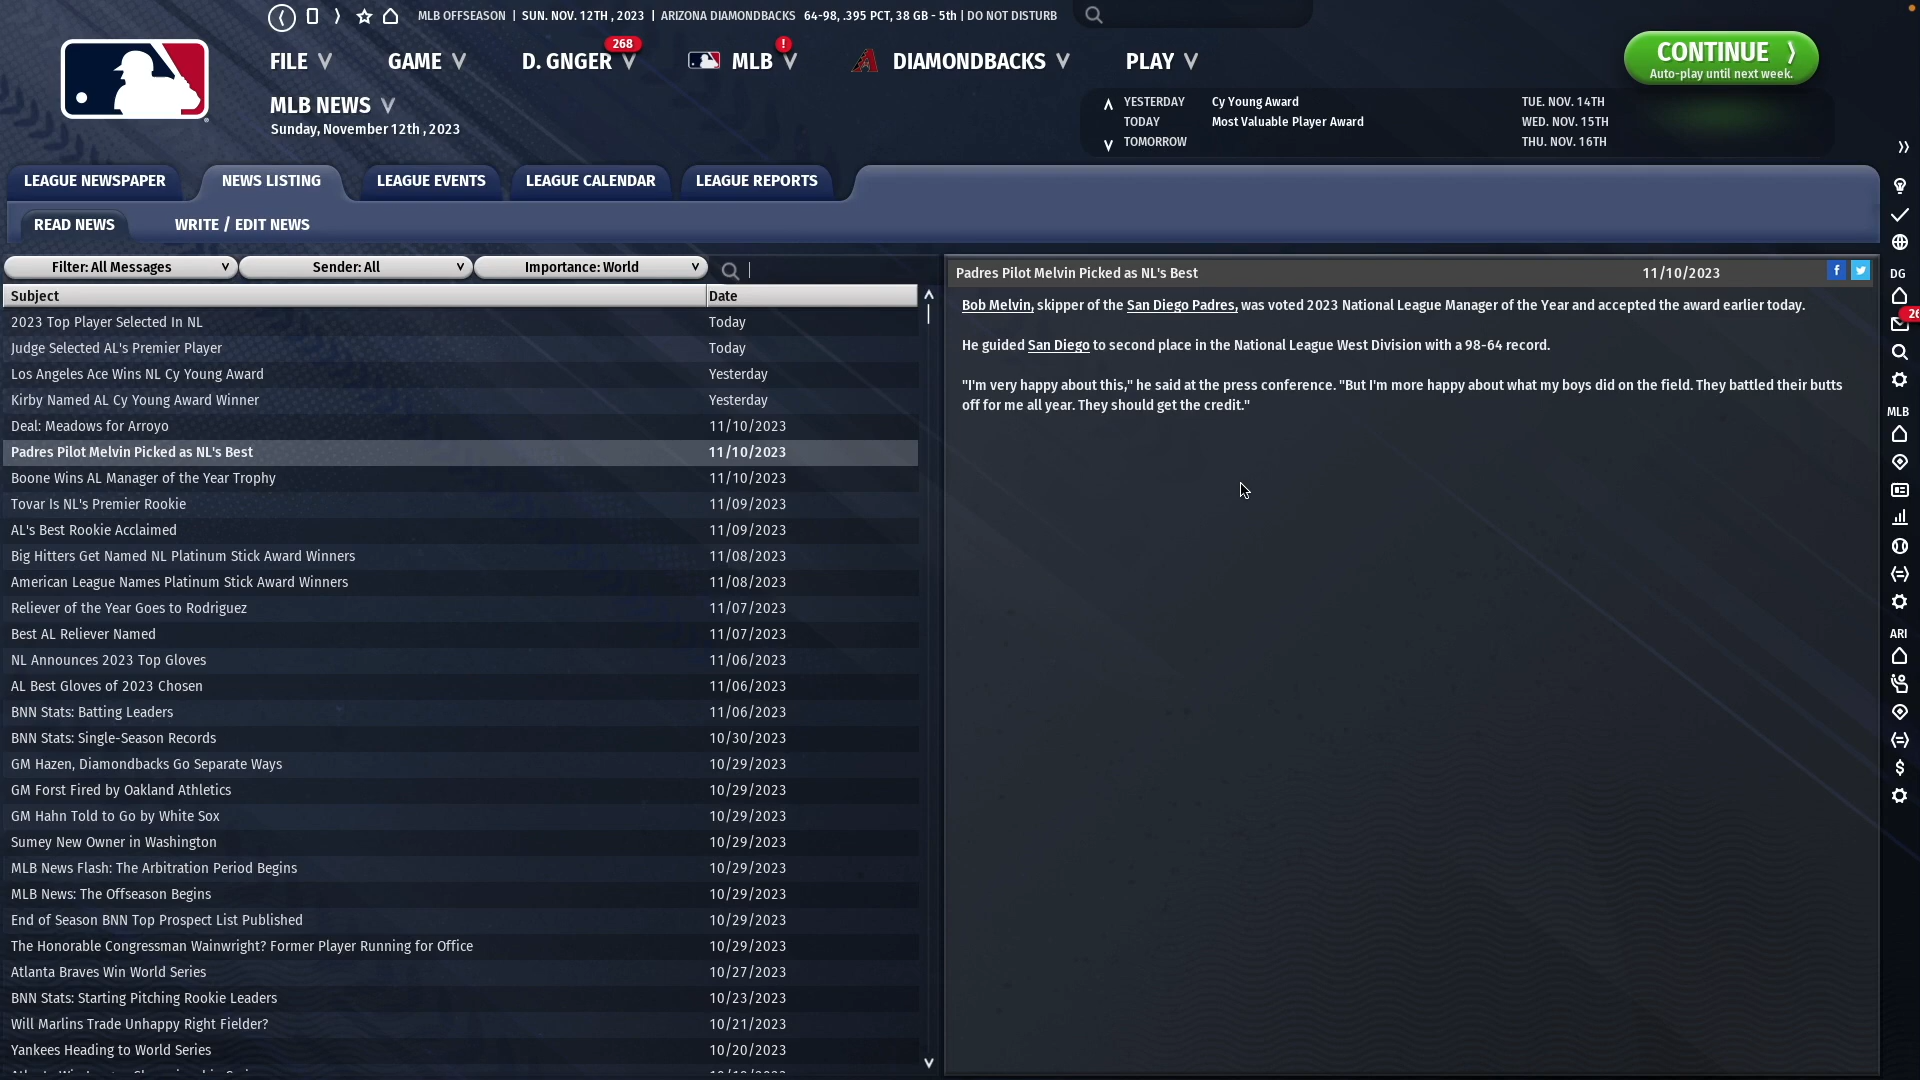 MLB OFFSEASON | SUN. NOV. 12TH , 2023 | ARIZONA DIAMONDBACKS 64-98, .395 PCT, 38 GB - 5th | DO NOT DISTURB
FILE GAME D. GNGER 268 MLB ! DIAMONDBACKS PLAY
CONTINUE
Auto-play until next week.
MLB NEWS
Sunday, November 12th , 2023
YESTERDAY Cy Young Award TUE. NOV. 14TH
TODAY Most Valuable Player Award WED. NOV. 15TH
TOMORROW THU. NOV. 16TH
LEAGUE NEWSPAPER NEWS LISTING LEAGUE EVENTS LEAGUE CALENDAR LEAGUE REPORTS
READ NEWS WRITE / EDIT NEWS
Filter: All Messages Sender: All Importance: World
Subject Date
2023 Top Player Selected In NL Today
Judge Selected AL's Premier Player Today
Los Angeles Ace Wins NL Cy Young Award Yesterday
Kirby Named AL Cy Young Award Winner Yesterday
Deal: Meadows for Arroyo 11/10/2023
Padres Pilot Melvin Picked as NL's Best 11/10/2023
Boone Wins AL Manager of the Year Trophy 11/10/2023
Tovar Is NL's Premier Rookie 11/09/2023
AL's Best Rookie Acclaimed 11/09/2023
Big Hitters Get Named NL Platinum Stick Award Winners 11/08/2023
American League Names Platinum Stick Award Winners 11/08/2023
Reliever of the Year Goes to Rodriguez 11/07/2023
Best AL Reliever Named 11/07/2023
NL Announces 2023 Top Gloves 11/06/2023
AL Best Gloves of 2023 Chosen 11/06/2023
BNN Stats: Batting Leaders 11/06/2023
BNN Stats: Single-Season Records 10/30/2023
GM Hazen, Diamondbacks Go Separate Ways 10/29/2023
GM Forst Fired by Oakland Athletics 10/29/2023
GM Hahn Told to Go by White Sox 10/29/2023
Sumey New Owner in Washington 10/29/2023
MLB News Flash: The Arbitration Period Begins 10/29/2023
MLB News: The Offseason Begins 10/29/2023
End of Season BNN Top Prospect List Published 10/29/2023
The Honorable Congressman Wainwright? Former Player Running for Office 10/29/2023
Atlanta Braves Win World Series 10/27/2023
BNN Stats: Starting Pitching Rookie Leaders 10/23/2023
Will Marlins Trade Unhappy Right Fielder? 10/21/2023
Yankees Heading to World Series 10/20/2023
Padres Pilot Melvin Picked as NL's Best 11/10/2023
Bob Melvin, skipper of the San Diego Padres, was voted 2023 National League Manager of the Year and accepted the award earlier today.
He guided San Diego to second place in the National League West Division with a 98-64 record.
"I'm very happy about this," he said at the press conference. "But I'm more happy about what my boys did on the field. They battled their butts
off for me all year. They should get the credit."
DG
26
MLB
ARI